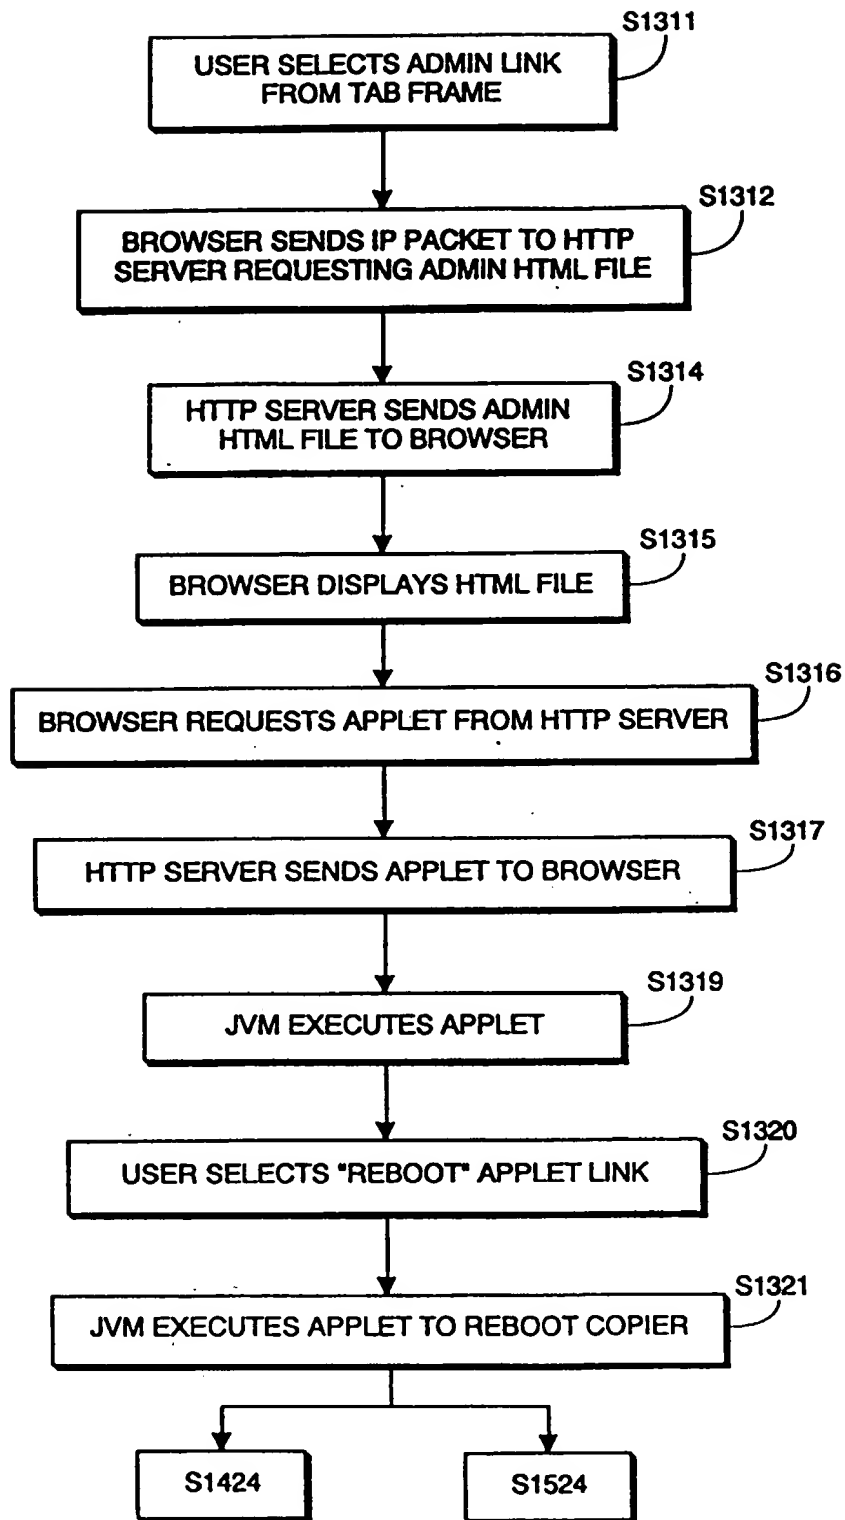 S1311
USER SELECTS ADMIN LINK
FROM TAB FRAME
S1312
BROWSER SENDS IP PACKET TO HTTP
SERVER REQUESTING ADMIN HTML FILE
S1314
HTTP SERVER SENDS ADMIN
HTML FILE TO BROWSER
S1315
BROWSER DISPLAYS HTML FILE
S1316
BROWSER REQUESTS APPLET FROM HTTP SERVER
S1317
HTTP SERVER SENDS APPLET TO BROWSER
S1319
JVM EXECUTES APPLET
S1320
USER SELECTS "REBOOT" APPLET LINK
S1321
JVM EXECUTES APPLET TO REBOOT COPIER
S1424
S1524